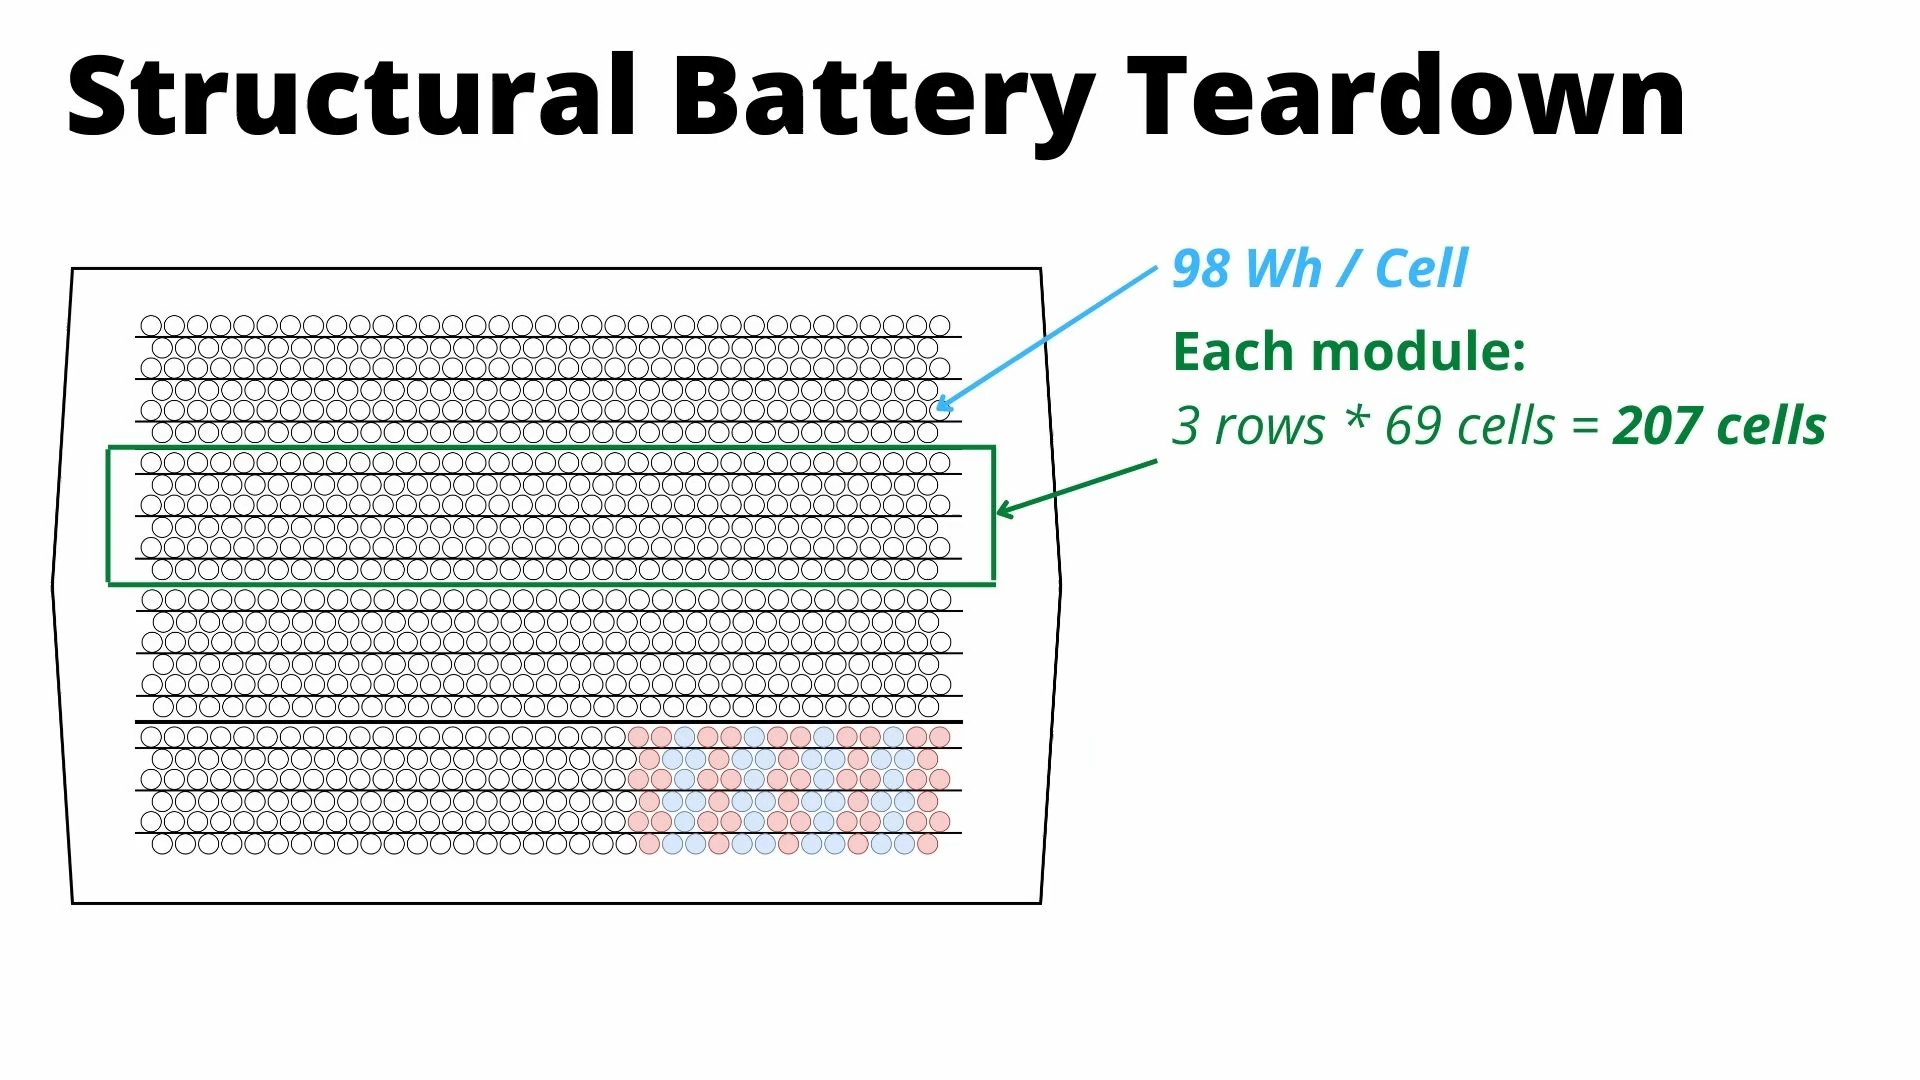 Structural Battery Teardown
98 Wh / Cell
Each module:
3 rows * 69 cells = 207 cells